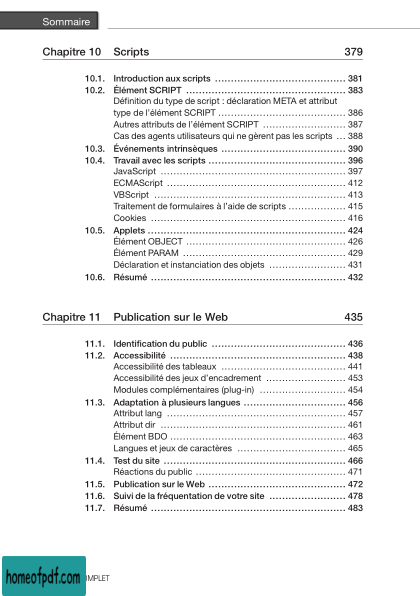 Sommaire
Chapitre 10 Scripts 379
10.1. Introduction aux scripts 381
10.2. Élément SCRIPT 383
Définition du type de script : déclaration META et attribut
type de l'élément SCRIPT 386
Autres attributs de l'élément SCRIPT 387
Cas des agents utilisateurs qui ne gèrent pas les scripts ... 388
10.3. Événements intrinsèques 390
10.4. Travail avec les scripts 396
JavaScript 397
ECMAScript 412
VBScript 413
Traitement de formulaires à l'aide de scripts 415
Cookies 416
10.5. Applets 424
Élément OBJECT 426
Élément PARAM 429
Déclaration et instanciation des objets 431
10.6. Résumé 432
Chapitre 11 Publication sur le Web 435
11.1. Identification du public 436
11.2. Accessibilité 438
Accessibilité des tableaux 441
Accessibilité des jeux d'encadrement 453
Modules complémentaires (plug-in) 454
11.3. Adaptation à plusieurs langues 456
Attribut lang 457
Attribut dir 461
Élément BDO 463
Langues et jeux de caractères 465
11.4. Test du site 466
Réactions du public 471
11.5. Publication sur le Web 472
11.6. Suivi de la fréquentation de votre site 478
11.7. Résumé 483
homeofpdf.com
IMPLET